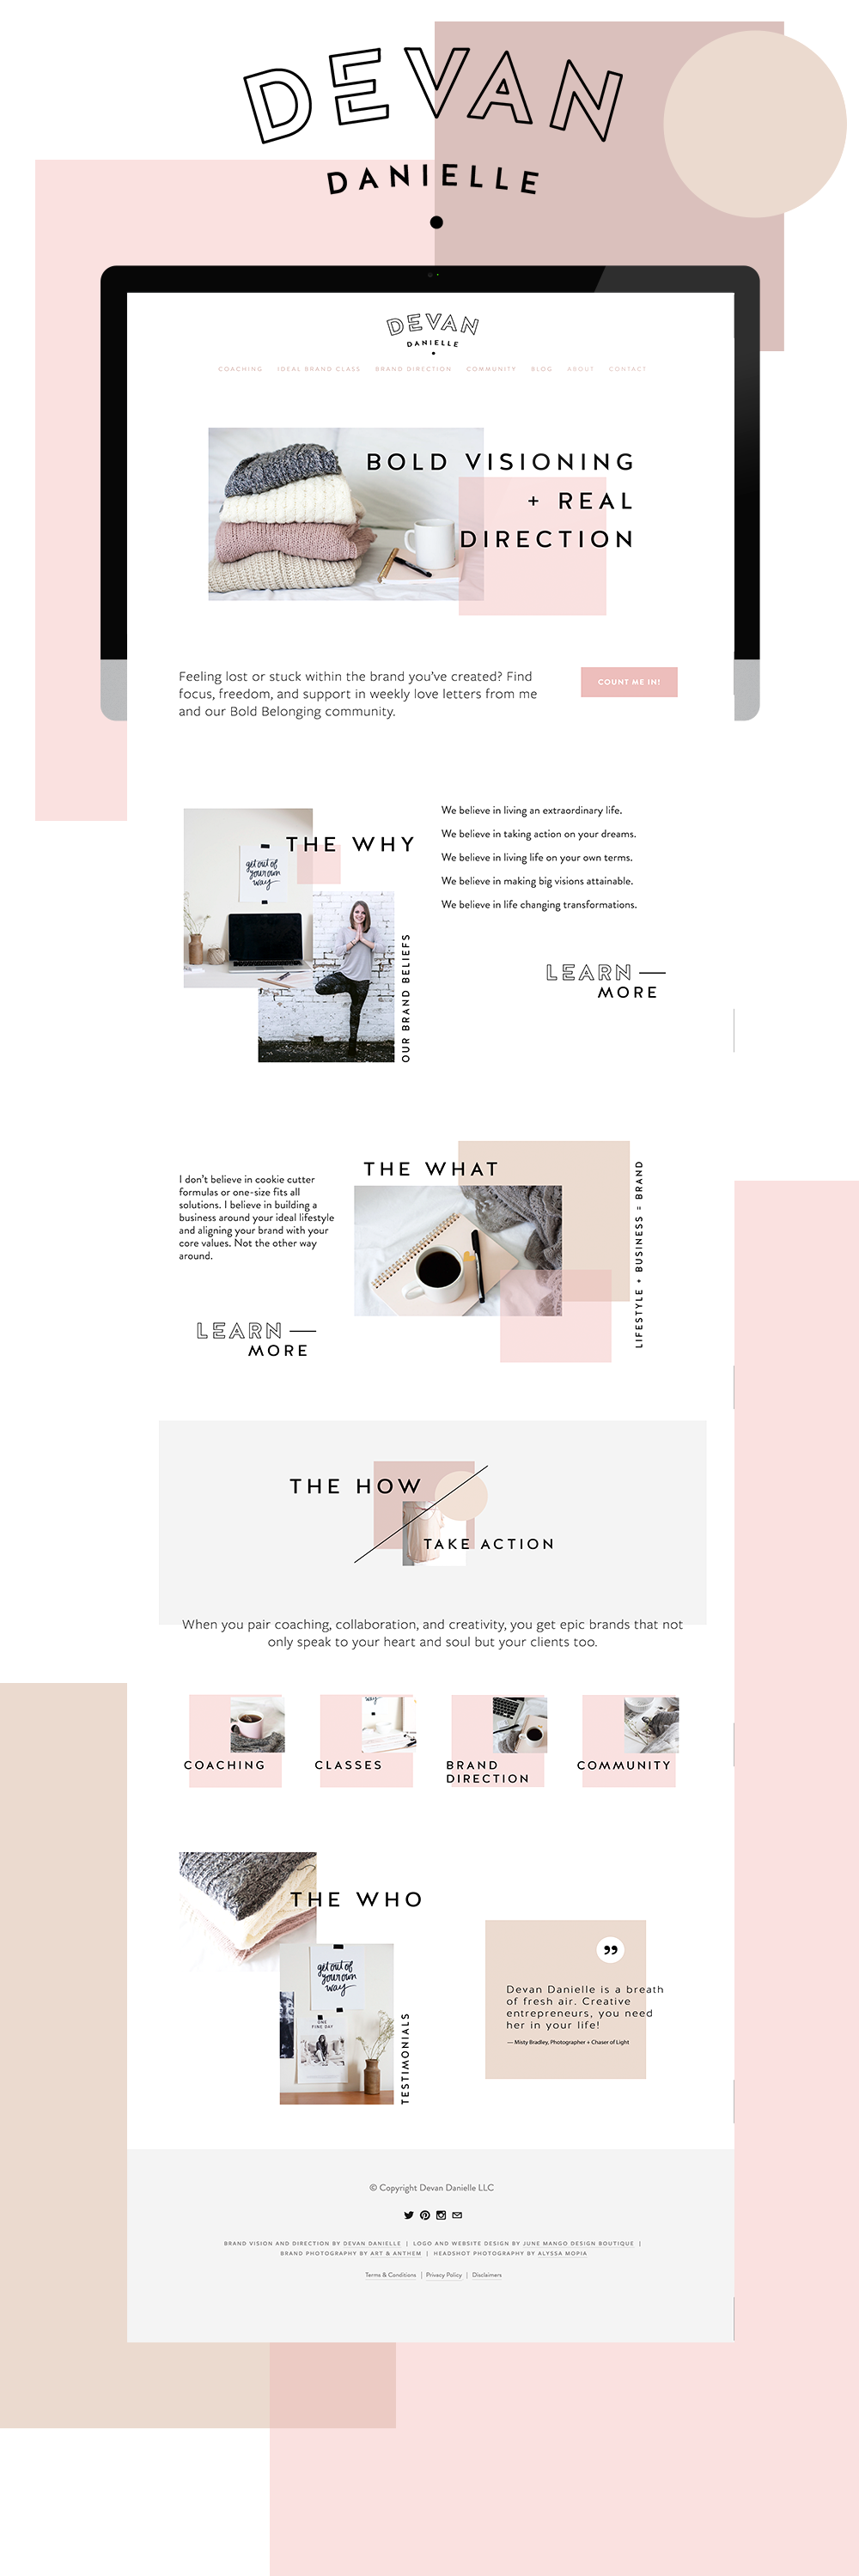 DEVAN
DANIELLE
DEVAN
DANIELLE
COACHING IDEAL BRAND CLASS BRAND DIRECTION COMMUNITY BLOG ABOUT CONTACT
BOLD VISIONING
+ REAL
DIRECTION
Feeling lost or stuck within the brand you’ve created? Find
focus, freedom, and support in weekly love letters from me
and our Bold Belonging community.
COUNT ME IN!
THE WHY
get out of
your own
way
OUR BRAND BELIEFS
We believe in living an extraordinary life.
We believe in taking action on your dreams.
We believe in living life on your own terms.
We believe in making big visions attainable.
We believe in life changing transformations.
LEARN —
MORE
I don’t believe in cookie cutter
formulas or one-size fits all
solutions. I believe in building a
business around your ideal lifestyle
and aligning your brand with your
core values. Not the other way
around.
LEARN —
MORE
THE WHAT
LIFESTYLE + BUSINESS = BRAND
THE HOW
TAKE ACTION
When you pair coaching, collaboration, and creativity, you get epic brands that not
only speak to your heart and soul but your clients too.
way
COACHING
CLASSES
BRAND
DIRECTION
COMMUNITY
THE WHO
get out of
your own
way
ONE
FINE DAY
TESTIMONIALS
”
Devan Danielle is a breath
of fresh air. Creative
entrepreneurs, you need
her in your life!
— Misty Bradley, Photographer + Chaser of Light
© Copyright Devan Danielle LLC
BRAND VISION AND DIRECTION BY DEVAN DANIELLE | LOGO AND WEBSITE DESIGN BY JUNE MANGO DESIGN BOUTIQUE |
BRAND PHOTOGRAPHY BY ART & ANTHEM | HEADSHOT PHOTOGRAPHY BY ALYSSA MOPIA
Terms & Conditions | Privacy Policy | Disclaimers